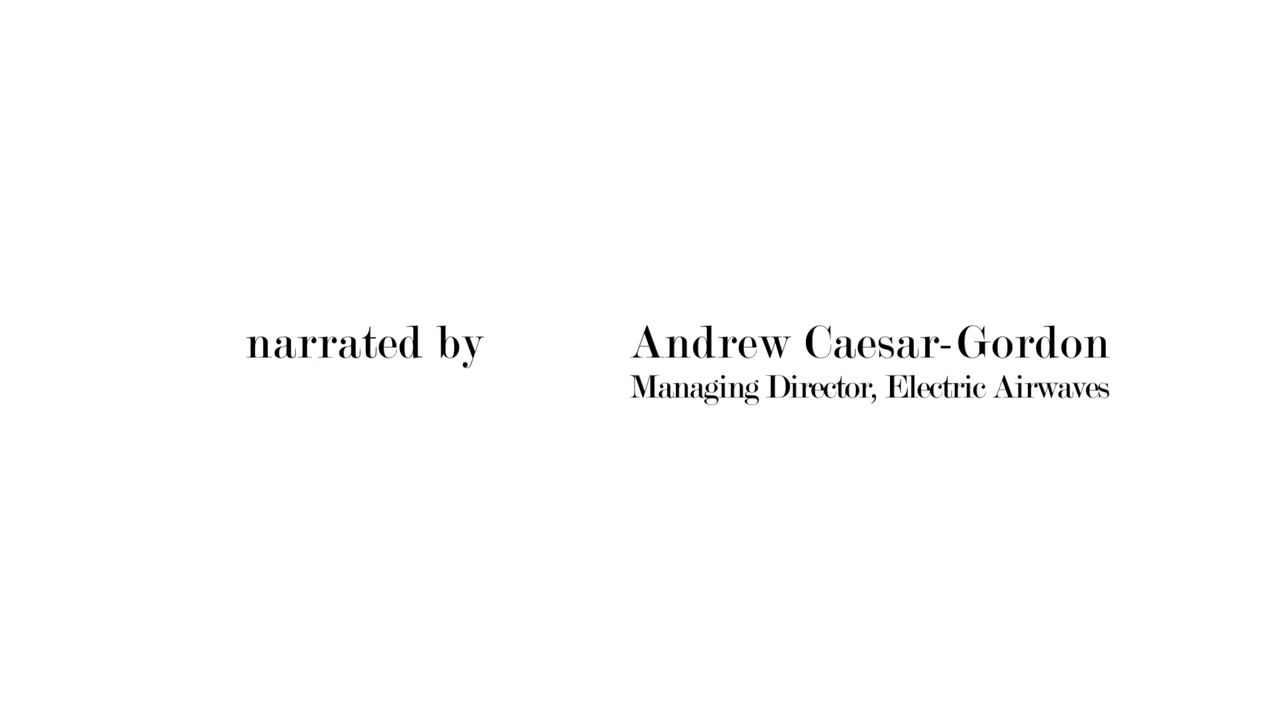 narrated by
Andrew Caesar-Gordon
Managing Director, Electric Airwaves